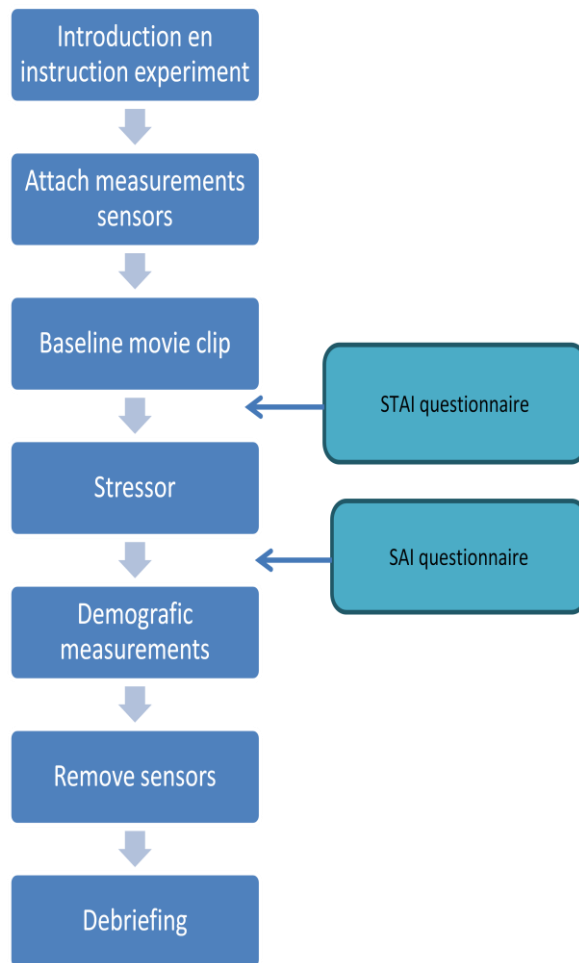 Introduction en
instruction experiment
Attach measurements
sensors
Baseline movie clip
STAI questionnaire
Stressor
SAI questionnaire
Demografic
measurements
Remove sensors
Debriefing